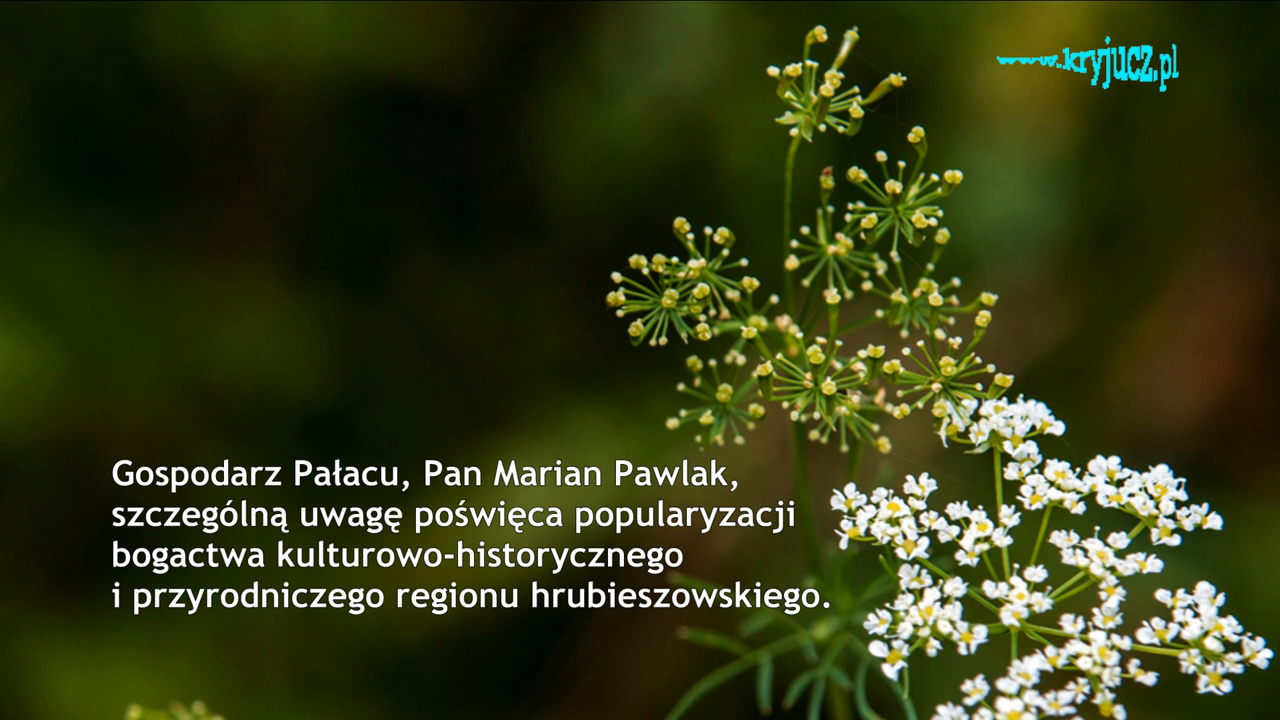 www.kryjucz.pl
Gospodarz Pałacu, Pan Marian Pawlak,
szczególną uwagę poświęca popularyzacji
bogactwa kulturowo-historycznego
i przyrodniczego regionu hrubieszowskiego.